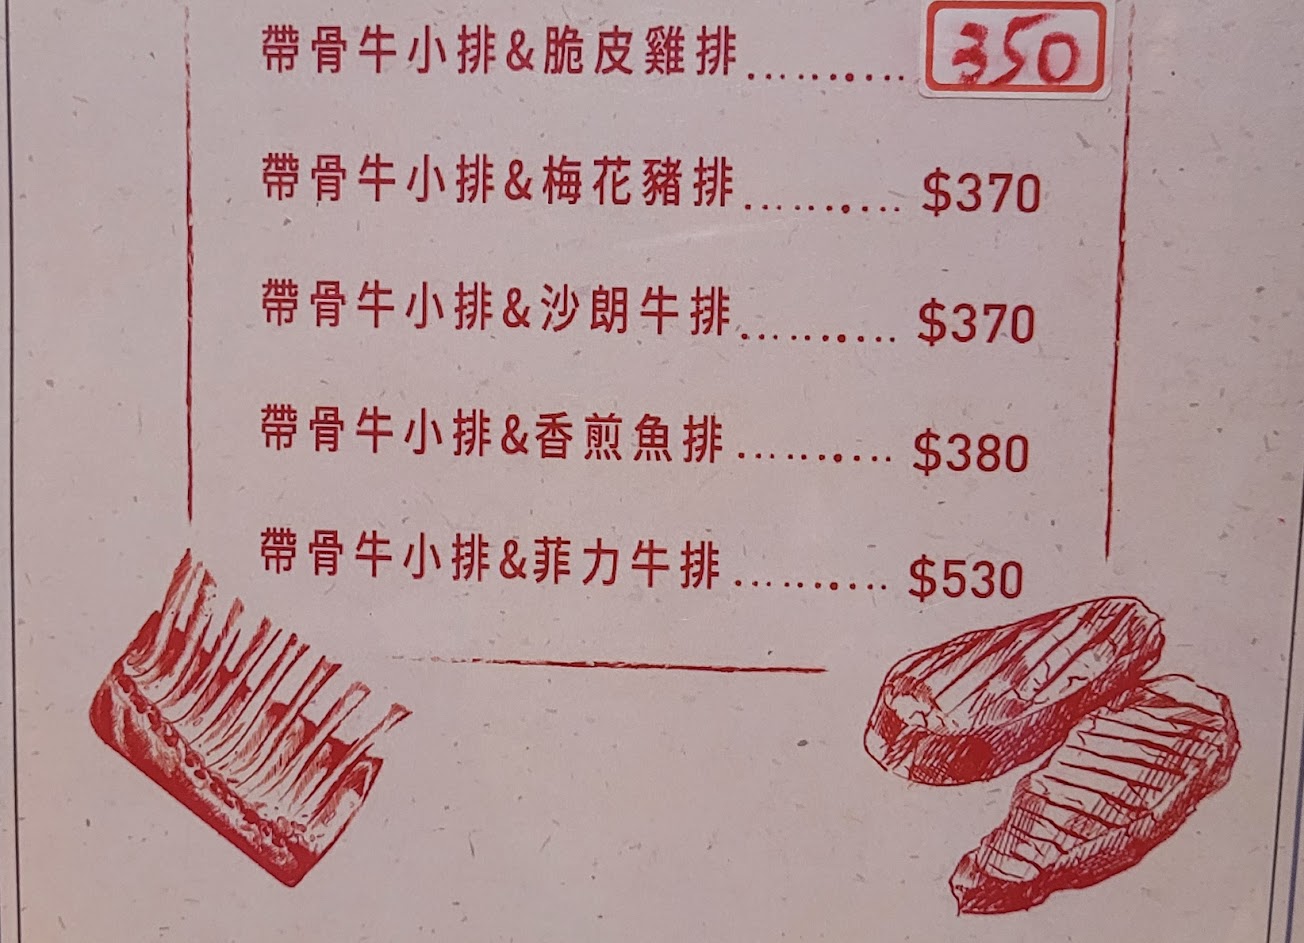 帶骨牛小排&脆皮雞排.......... 350
帶骨牛小排&梅花豬排.......... $370
帶骨牛小排&沙朗牛排.......... $370
帶骨牛小排&香煎魚排.......... $380
帶骨牛小排&菲力牛排.......... $530